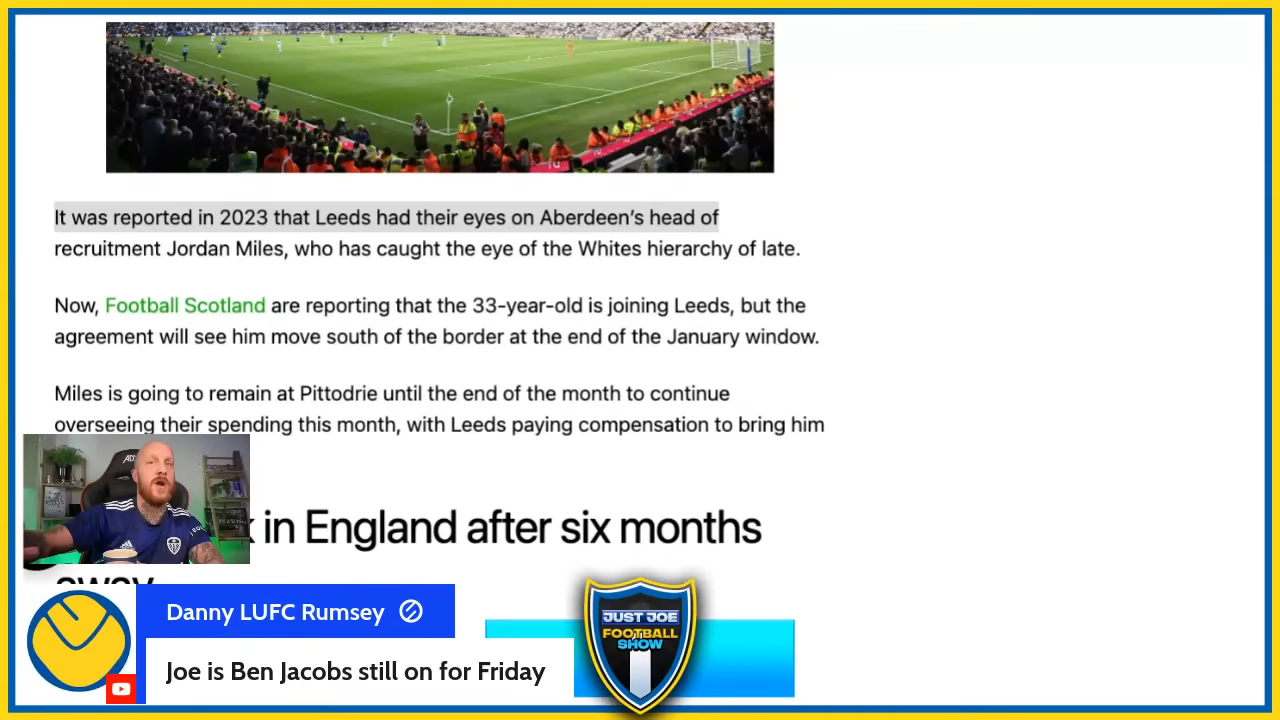 It was reported in 2023 that Leeds had their eyes on Aberdeen's head of
recruitment Jordan Miles, who has caught the eye of the Whites hierarchy of late.
Now, Football Scotland are reporting that the 33-year-old is joining Leeds, but the
agreement will see him move south of the border at the end of the January window.
Miles is going to remain at Pittodrie until the end of the month to continue
overseeing their spending this month, with Leeds paying compensation to bring him
in England after six months
away
Danny LUFC Rumsey
Joe is Ben Jacobs still on for Friday
JUST JOE
FOOTBALL
SHOW